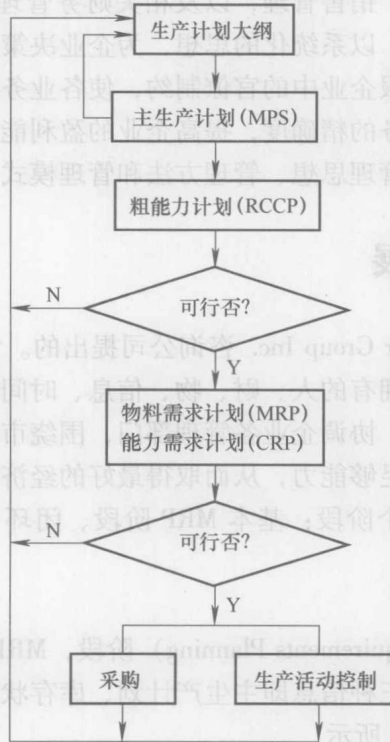 生产计划大纲
主生产计划(MPS)
粗能力计划(RCCP)
可行否?
N
Y
物料需求计划(MRP)
能力需求计划(CRP)
可行否?
N
Y
采购
生产活动控制
Group Inc.